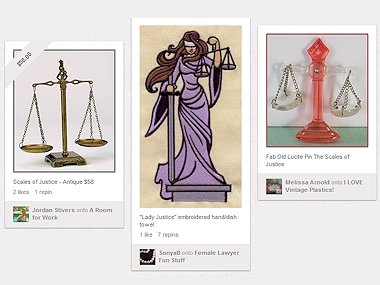 $58.00
Scales of Justice - Antique $58
2 likes 1 repin
Jordan Stivers onto A Room
for Work
"Lady Justice" embroidered hand/dish
towel
1 like 7 repins
SonyaB onto Female Lawyer
Fun Stuff
Fab Old Lucite Pin The Scales of
Justice
Melissa Arnold onto I LOVE
Vintage Plastics!